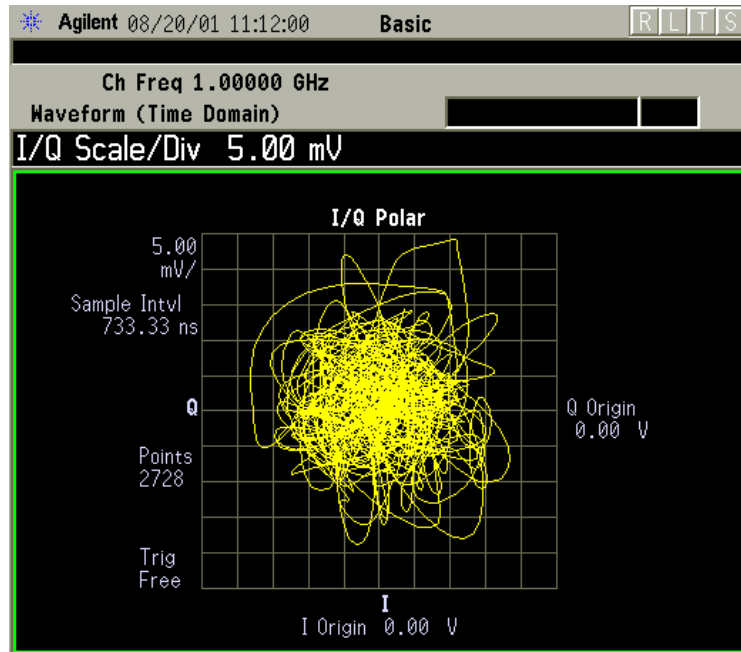 Agilent 08/20/01 11:12:00 Basic R L T S
Ch Freq 1.00000 GHz
Waveform (Time Domain)
I/Q Scale/Div 5.00 mV
I/Q Polar
5.00
mV/
Sample Intvl
733.33 ns
Q
Q Origin
0.00 V
Points
2728
Trig
Free
I
I Origin 0.00 V